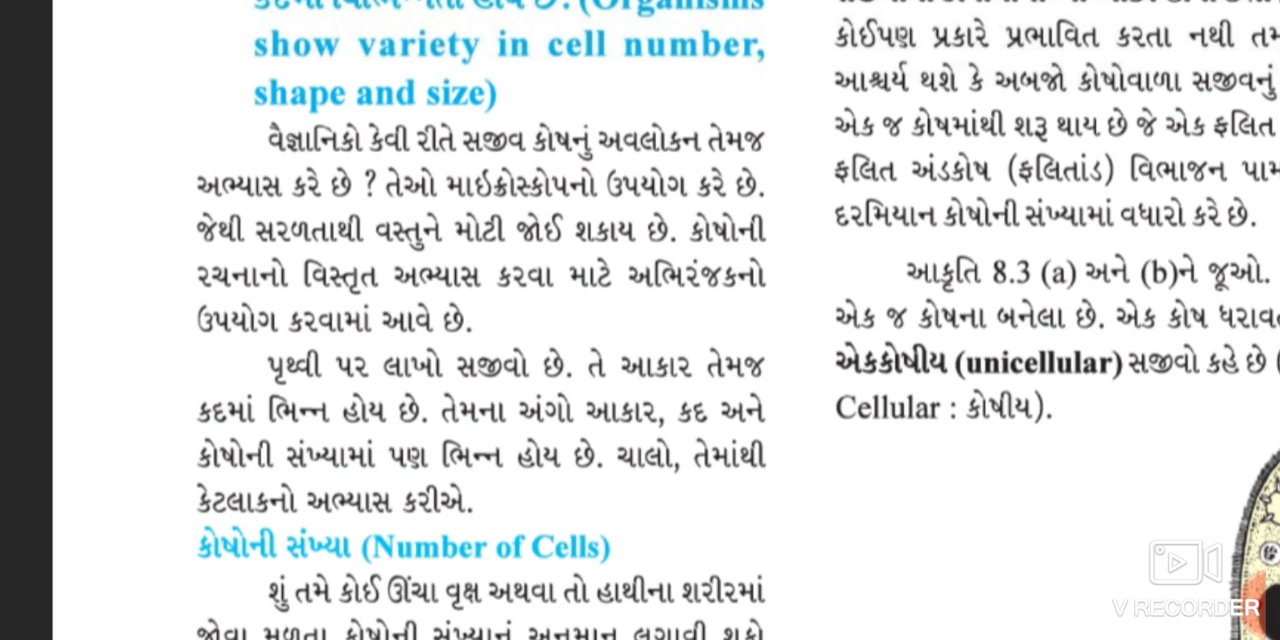 show variety in cell number,
shape and size)
વૈજ્ઞાનિકો કેવી રીતે સજીવ કોષનું અવલોકન તેમજ
અભ્યાસ કરે છે ? તેઓ માઇક્રોસ્કોપનો ઉપયોગ કરે છે.
જેથી સરળતાથી વસ્તુને મોટી જોઈ શકાય છે. કોષોની
રચનાનો વિસ્તૃત અભ્યાસ કરવા માટે અભિરંજકનો
ઉપયોગ કરવામાં આવે છે.
પૃથ્વી પર લાખો સજીવો છે. તે આકાર તેમજ
કદમાં ભિન્ન હોય છે. તેમના અંગો આકાર, કદ અને
કોષોની સંખ્યામાં પણ ભિન્ન હોય છે. ચાલો, તેમાંથી
કેટલાકનો અભ્યાસ કરીએ.
કોષોની સંખ્યા (Number of Cells)
શું તમે કોઈ ઊંચા વૃક્ષ અથવા તો હાથીના શરીરમાં
જોવા મળતા કોષોની સંખ્યાનું અનુમાન લગાવી શકો
કોઈપણ પ્રકારે પ્રભાવિત કરતા નથી
આશ્ચર્ય થશે કે અબજો કોષોવાળા સજીવનું
એક જ કોષમાંથી શરૂ થાય છે જે એક ફલિત
ફલિત અંડકોષ (ફલિતાંડ) વિભાજન
દરમિયાન કોષોની સંખ્યામાં વધારો કરે છે.
આકૃતિ 8.3 (a) અને (b)ને જૂઓ.
એક જ કોષના બનેલા છે. એક કોષ
એકકોષીય (unicellular) સજીવો કહે છે
Cellular : કોષીય).
V RECORDER